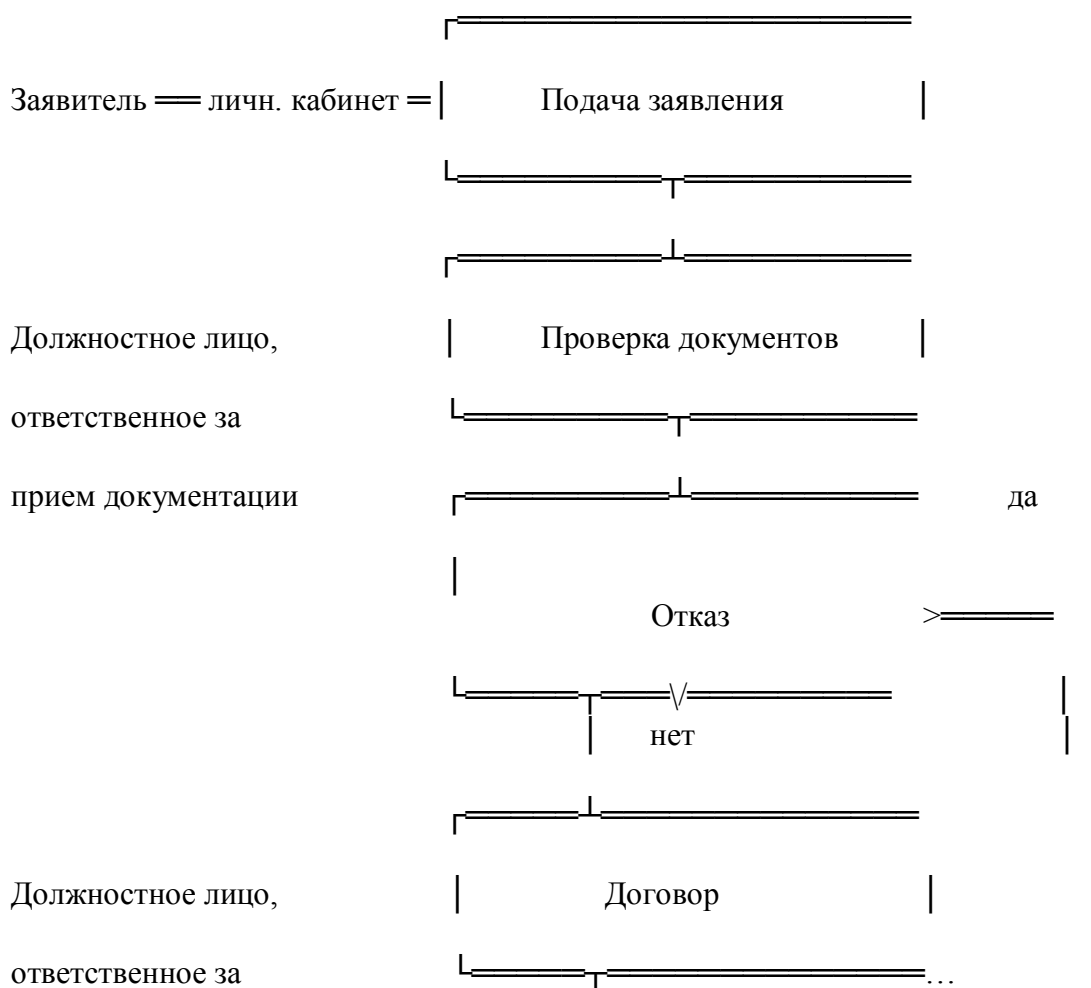 Заявитель ══ личн. кабинет ═│ Подача заявления │
Должностное лицо, │ Проверка документов │
ответственное за
прием документации да
Отказ >═════
нет
Должностное лицо, │ Договор │
ответственное за ...